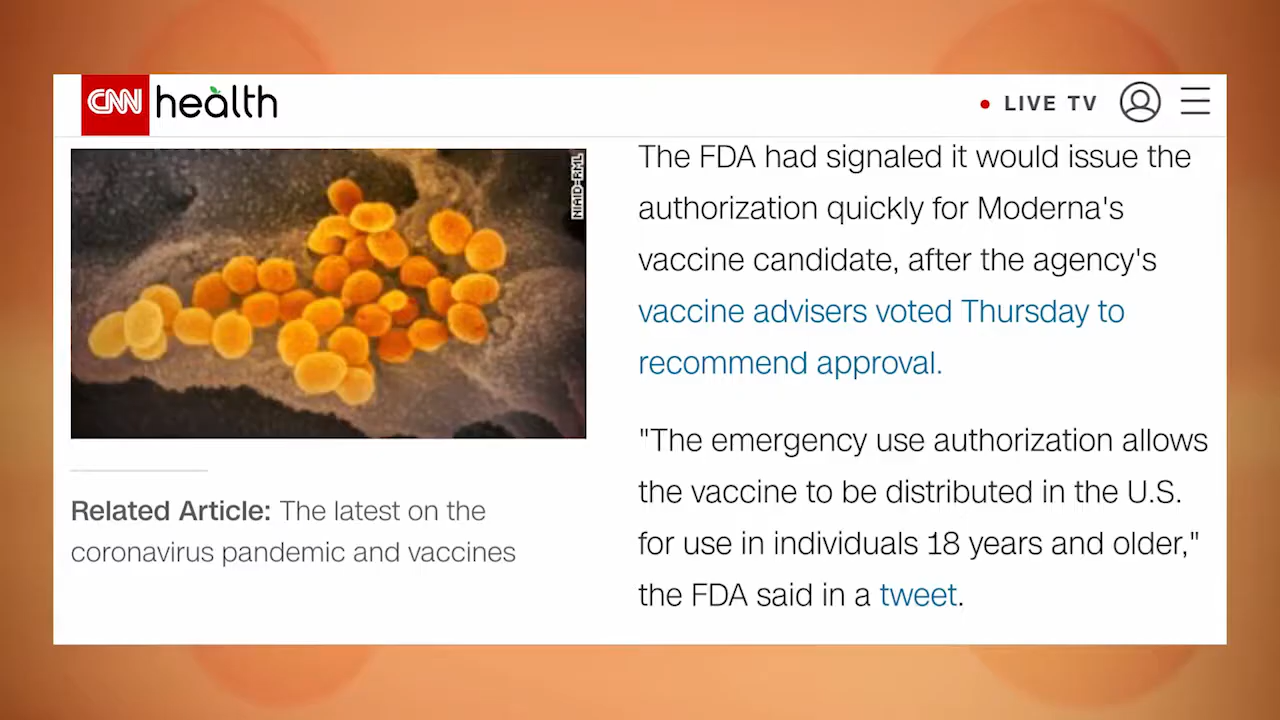 CNN health
LIVE TV
NIAID-RML
Related Article: The latest on the
coronavirus pandemic and vaccines
The FDA had signaled it would issue the
authorization quickly for Moderna's
vaccine candidate, after the agency's
vaccine advisers voted Thursday to
recommend approval.
"The emergency use authorization allows
the vaccine to be distributed in the U.S.
for use in individuals 18 years and older,"
the FDA said in a tweet.